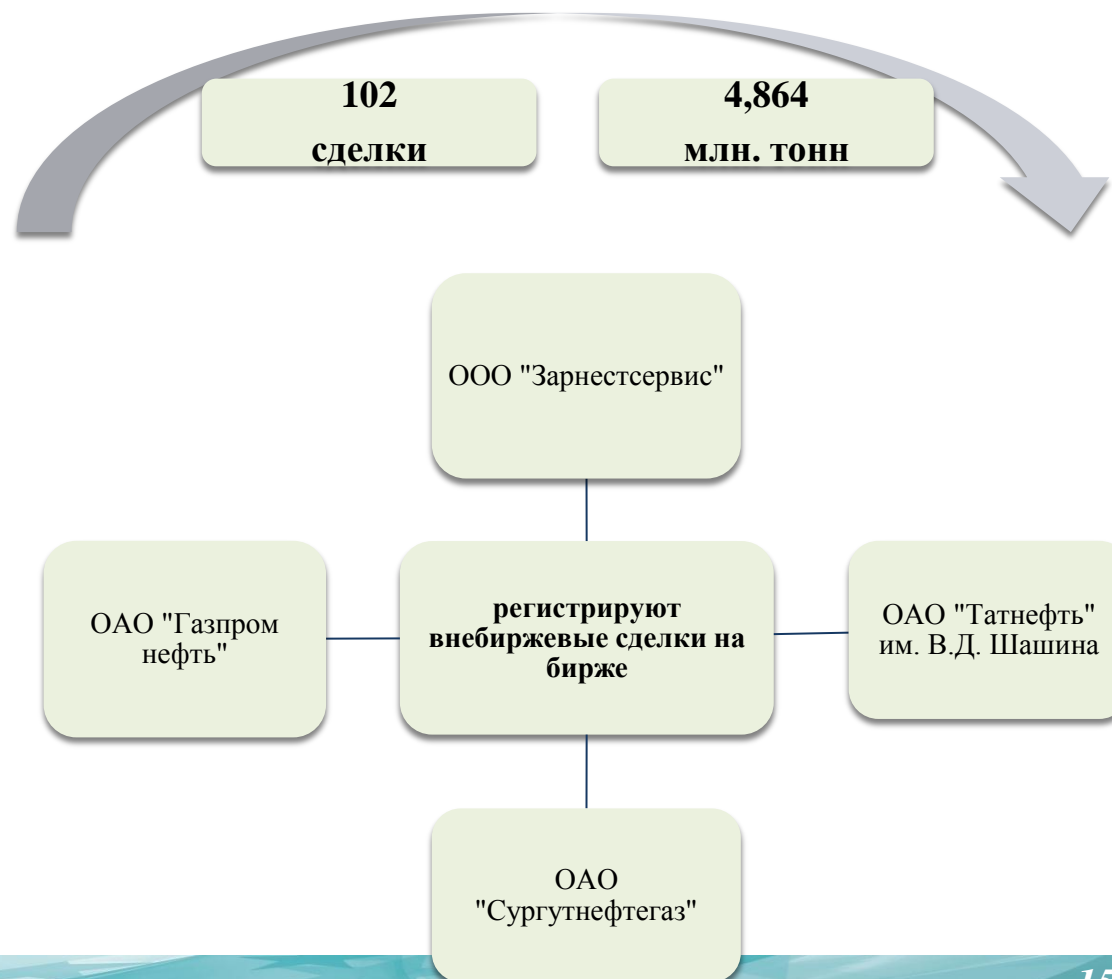 102
сделки
4,864
млн. тонн
ООО "Зарнестсервис"
ОАО "Газпром
нефть"
регистрируют
внебиржевые сделки на
бирже
ОАО "Татнефть"
им. В.Д. Шашина
ОАО
"Сургутнефтегаз"